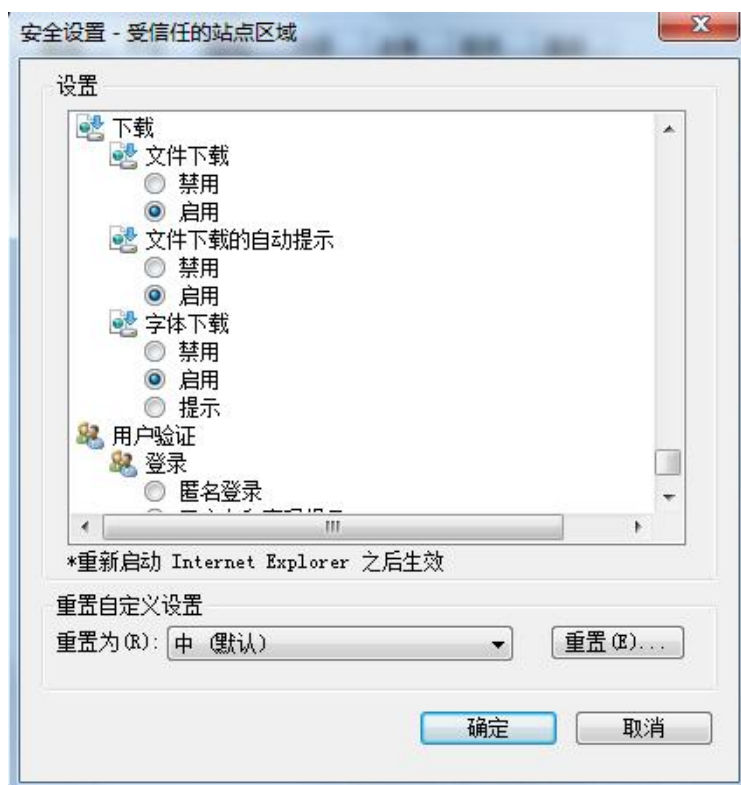 安全设置 - 受信任的站点区域
设置
下载
文件下载
禁用
启用
文件下载的自动提示
禁用
启用
字体下载
禁用
启用
提示
用户验证
登录
匿名登录
*重新启动 Internet Explorer 之后生效
重置自定义设置
重置为(R): 中 (默认) 重置(E)...
确定 取消